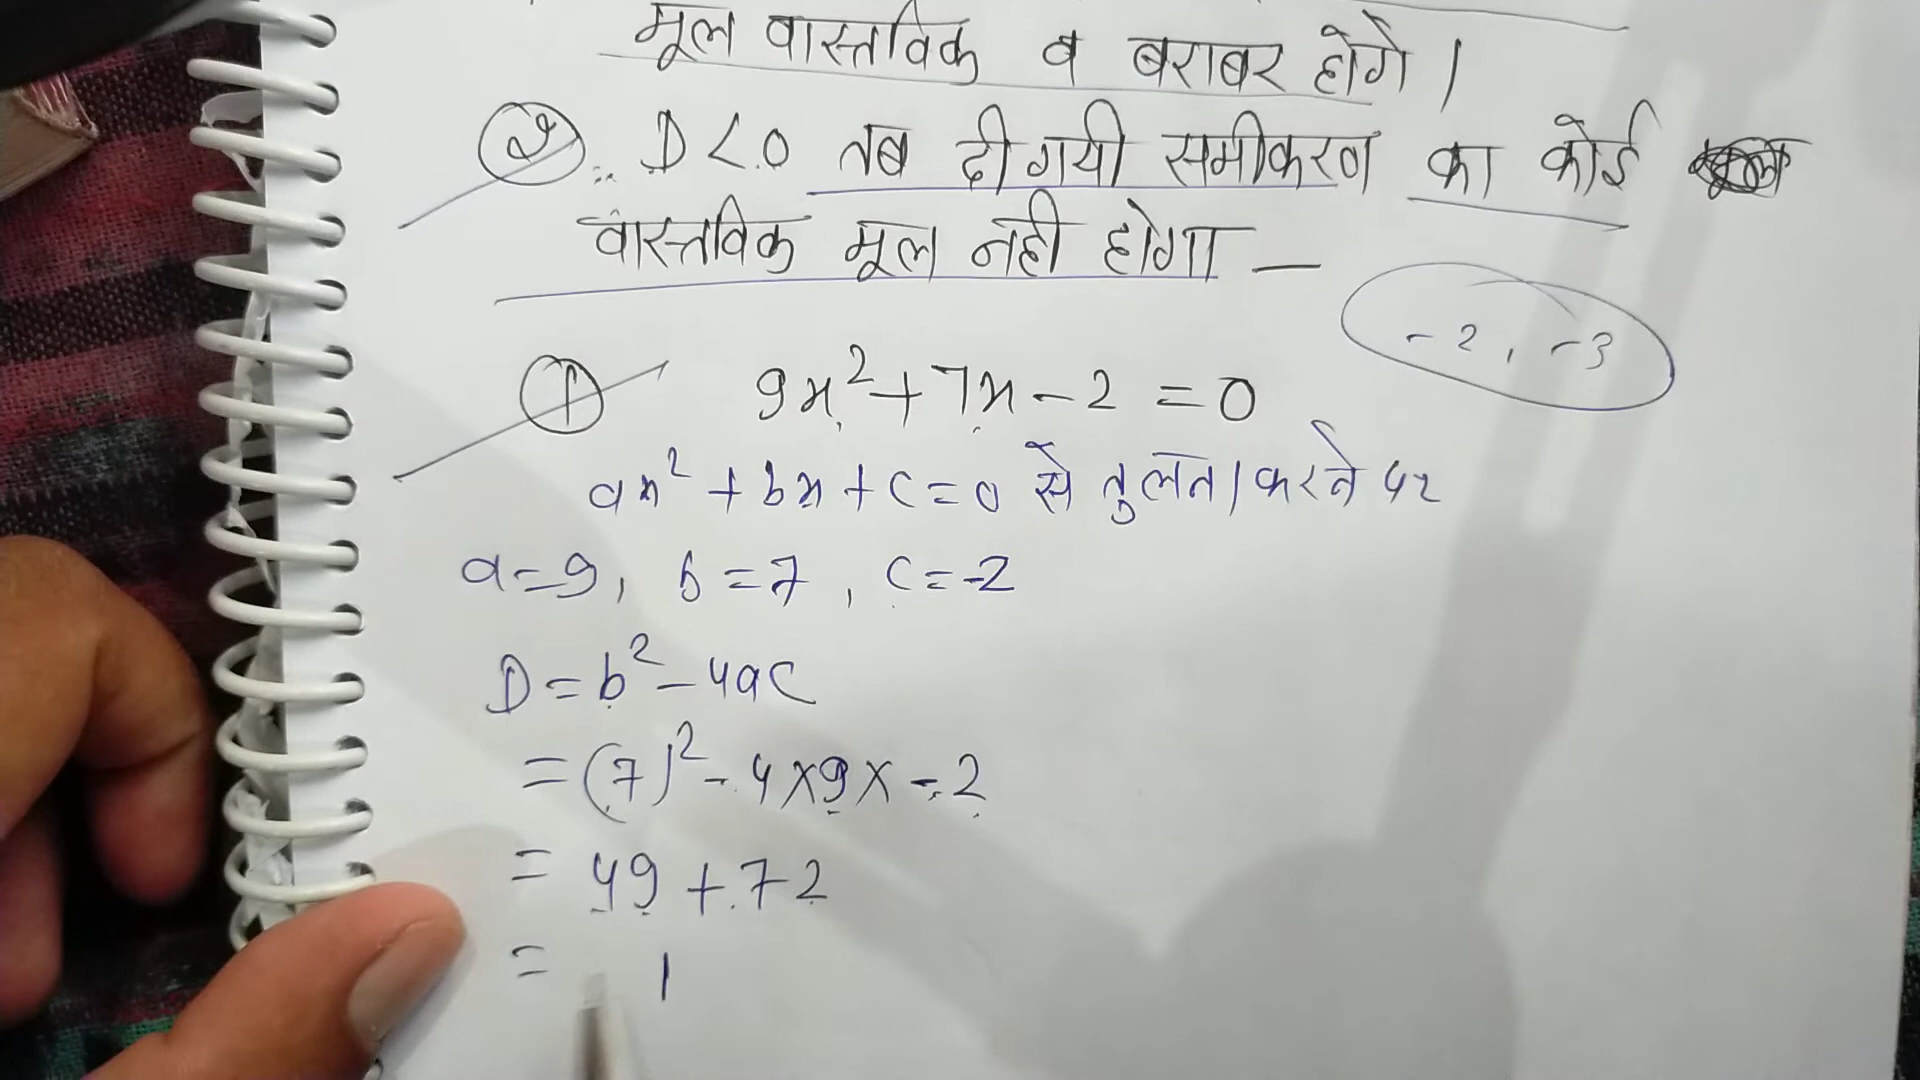 मूल वास्तविक व बराबर होगे।
२. D < 0 तब दी गयी समीकरण का कोई
वास्तविक मूल नही होगा —
-2, -3
① 9x² + 7x - 2 = 0
ax² + bx + c = 0 से तुलना करने पर
a = 9, b = 7, c = -2
D = b² - 4ac
= (7)² - 4×9× -2
= 49 + 72
= 1